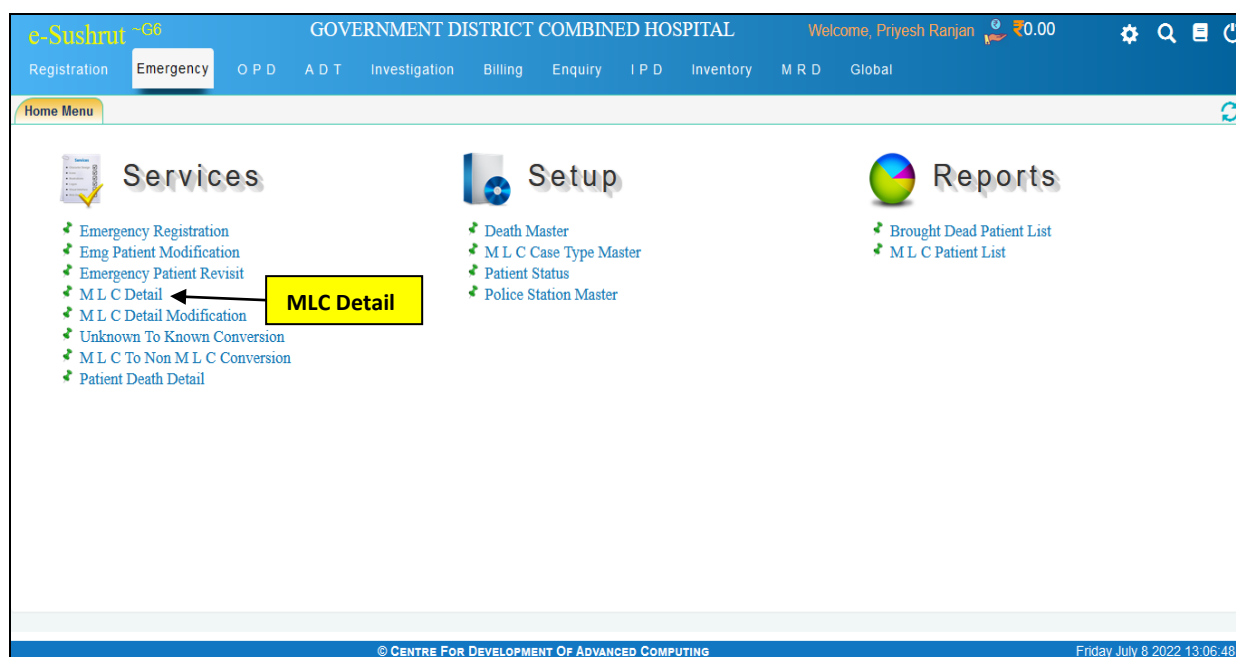 e-Sushrut ~G6 GOVERNMENT DISTRICT COMBINED HOSPITAL Welcome, Priyesh Ranjan ₹0.00
Registration Emergency O P D A D T Investigation Billing Enquiry I P D Inventory M R D Global
Home Menu
Services
Emergency Registration
Emg Patient Modification
Emergency Patient Revisit
M L C Detail
M L C Detail Modification
Unknown To Known Conversion
M L C To Non M L C Conversion
Patient Death Detail
MLC Detail
Setup
Death Master
M L C Case Type Master
Patient Status
Police Station Master
Reports
Brought Dead Patient List
M L C Patient List
© CENTRE FOR DEVELOPMENT OF ADVANCED COMPUTING Friday July 8 2022 13:06:48